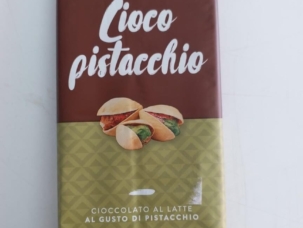 Cioco
pistacchio
CIOCCOLATO AL LATTE
AL GUSTO DI PISTACCHIO